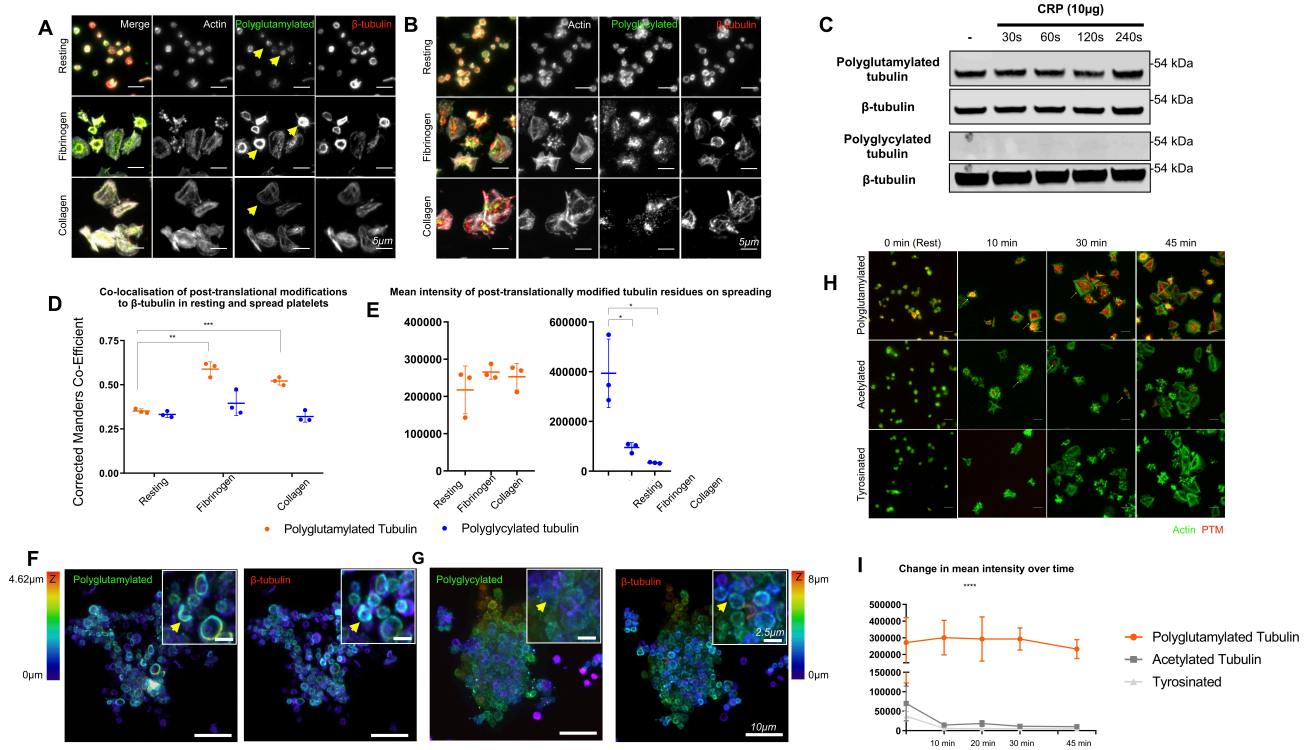 A
Merge
Actin
Polyglutamylated
β-tubulin
Resting
Fibrinogen
Collagen
5µm
B
Actin
Polyglycylated
β-tubulin
Resting
Fibrinogen
Collagen
5µm
C
CRP (10µg)
- 30s 60s 120s 240s
Polyglutamylated
tubulin
54 kDa
β-tubulin
54 kDa
Polyglycylated
tubulin
54 kDa
β-tubulin
54 kDa
D
Co-localisation of post-translational modifications
to β-tubulin in resting and spread platelets
Corrected Manders Co-Efficient
0.75
0.50
0.25
0.00
**
***
Resting
Fibrinogen
Collagen
E
Mean intensity of post-translationally modified tubulin residues on spreading
400000
300000
200000
100000
0
Resting
Fibrinogen
Collagen
600000
400000
200000
0
*
*
Resting
Fibrinogen
Collagen
Polyglutamylated Tubulin
Polyglycylated tubulin
F
4.62µm
Z
0µm
Polyglutamylated
β-tubulin
G
Polyglycylated
β-tubulin
2.5µm
10µm
Z
8µm
0µm
H
0 min (Rest)
10 min
30 min
45 min
Polyglutamylated
Acetylated
Tyrosinated
Actin PTM
I
Change in mean intensity over time
****
500000
400000
300000
200000
150000
100000
50000
0
10 min
20 min
30 min
45 min
Polyglutamylated Tubulin
Acetylated Tubulin
Tyrosinated